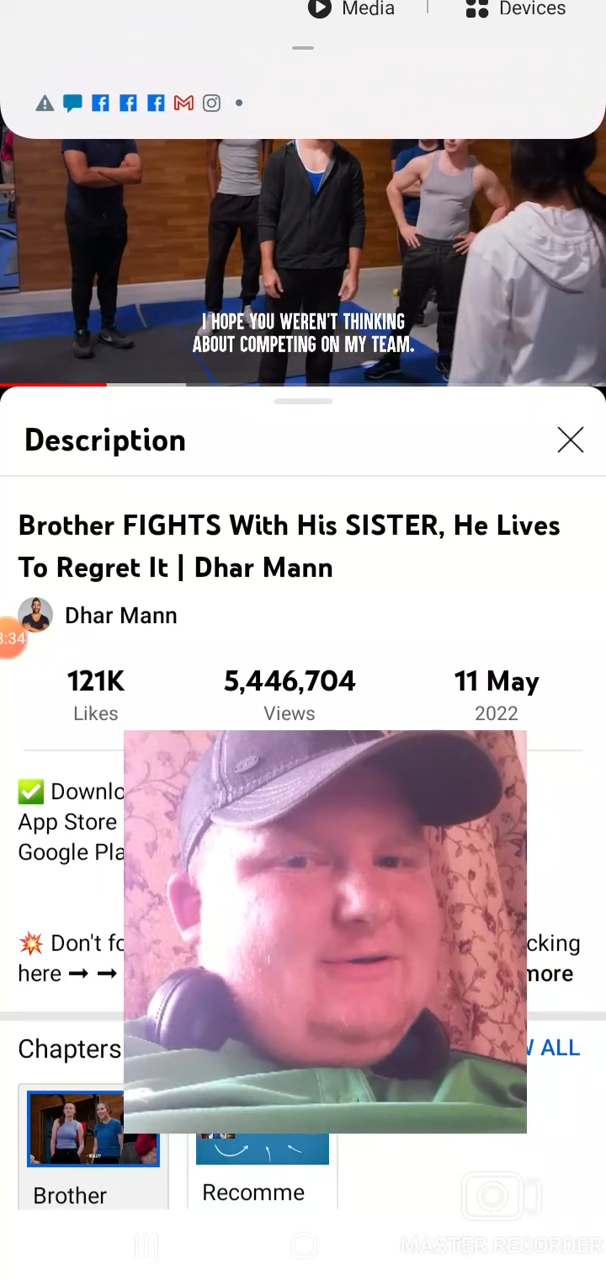 Media | Devices
I HOPE YOU WEREN'T THINKING
ABOUT COMPETING ON MY TEAM.
Description
Brother FIGHTS With His SISTER, He Lives
To Regret It | Dhar Mann
Dhar Mann
3:34
121K 5,446,704 11 May
Likes Views 2022
✅ Downlo
App Store
Google Pla
💥 Don't fo cking
here ➞ ➞ more
Chapters W ALL
Brother Recomme
MASTER RECORDER